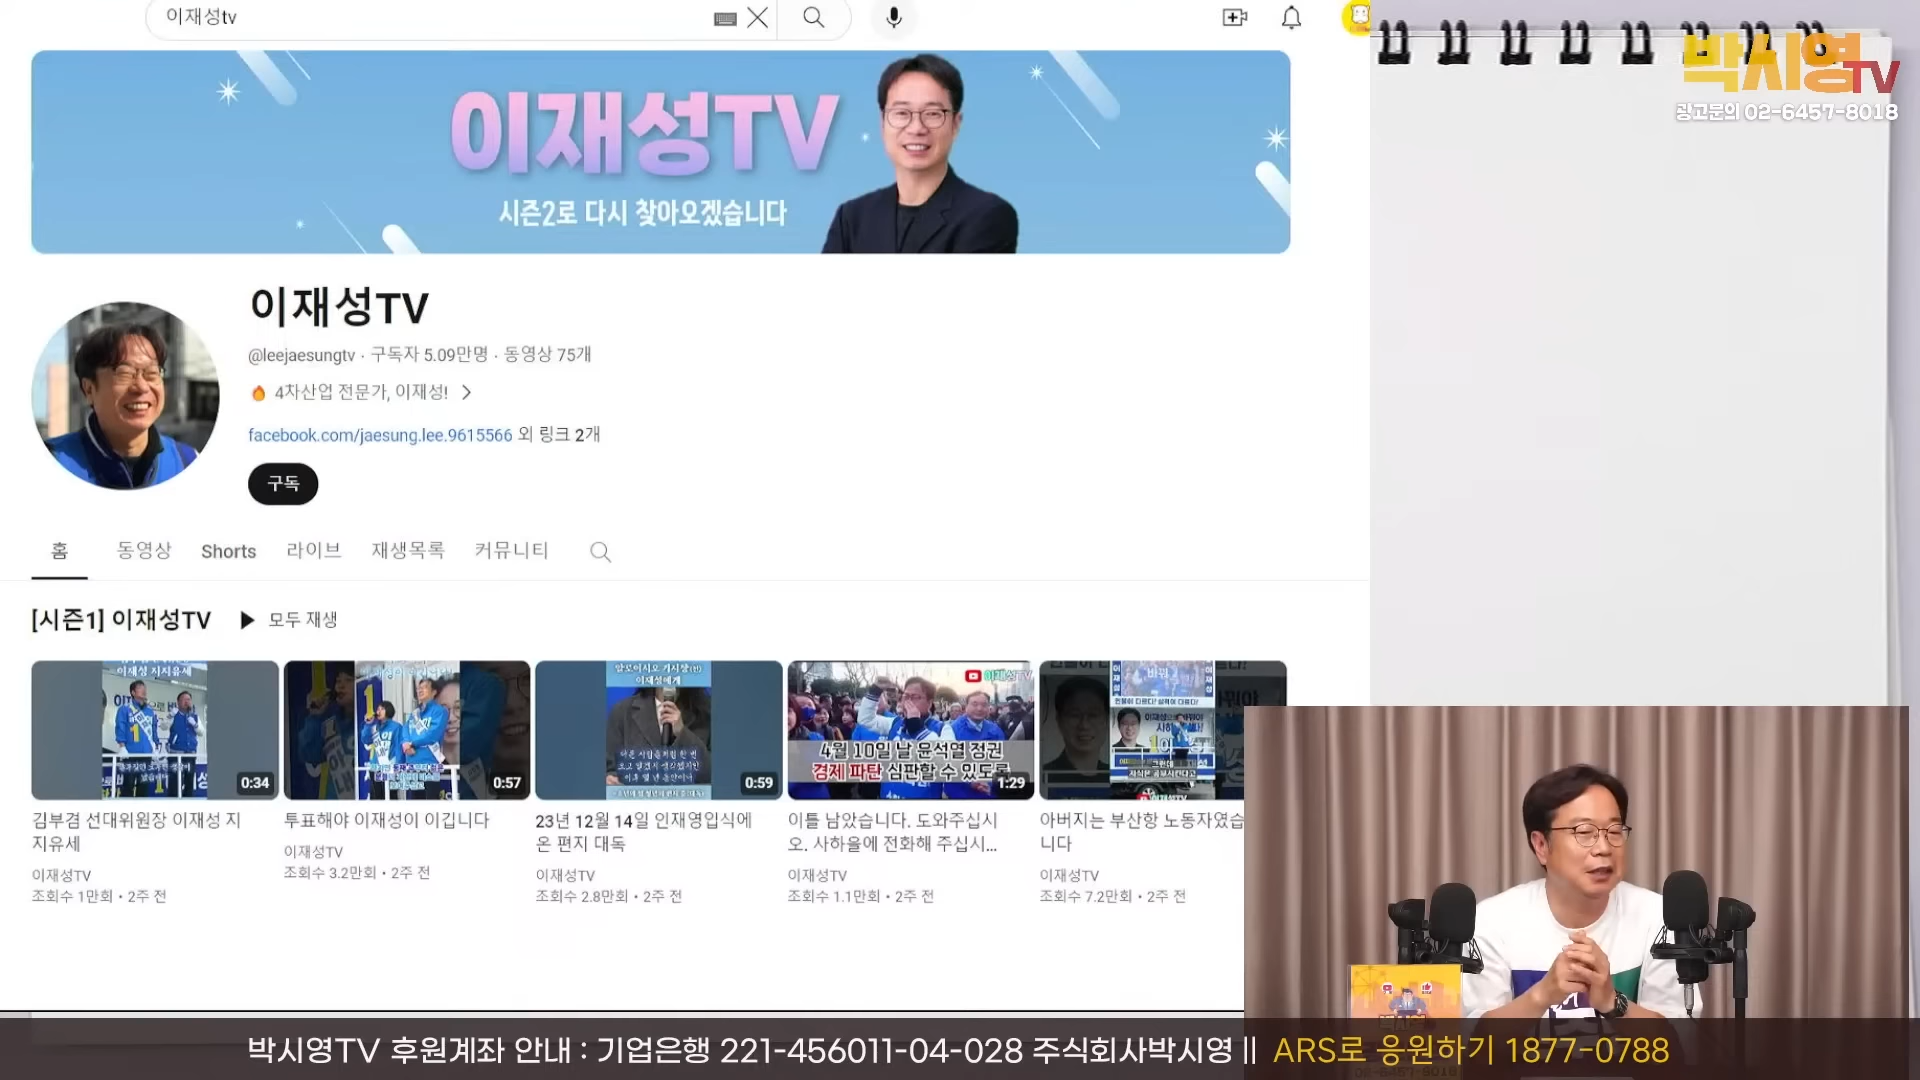 이재성tv
박시영TV
광고문의 02-6457-8018
이재성TV
시즌2로 다시 찾아오겠습니다
이재성TV
@leejaesungtv · 구독자 5.09만명 · 동영상 75개
4차산업 전문가, 이재성!
facebook.com/jaesung.lee.9615566 외 링크 2개
구독
홈 동영상 Shorts 라이브 재생목록 커뮤니티
[시즌1] 이재성TV 모두 재생
이재성 지지유세
0:34
0:57
이재성에게
0:59
이재성TV
4월 10일 날 윤석열 정권
경제 파탄 심판할 수 있도록
1:29
김부겸 선대위원장 이재성 지
지유세
이재성TV
조회수 1만회 • 2주 전
투표해야 이재성이 이깁니다
이재성TV
조회수 3.2만회 • 2주 전
23년 12월 14일 인재영입식에
온 편지 대독
이재성TV
조회수 2.8만회 • 2주 전
이틀 남았습니다. 도와주십시
오. 사하을에 전화해 주십시...
이재성TV
조회수 1.1만회 • 2주 전
아버지는 부산항 노동자였습
니다
이재성TV
조회수 7.2만회 • 2주 전
박시영TV 후원계좌 안내 : 기업은행 221-456011-04-028 주식회사박시영 || ARS로 응원하기 1877-0788